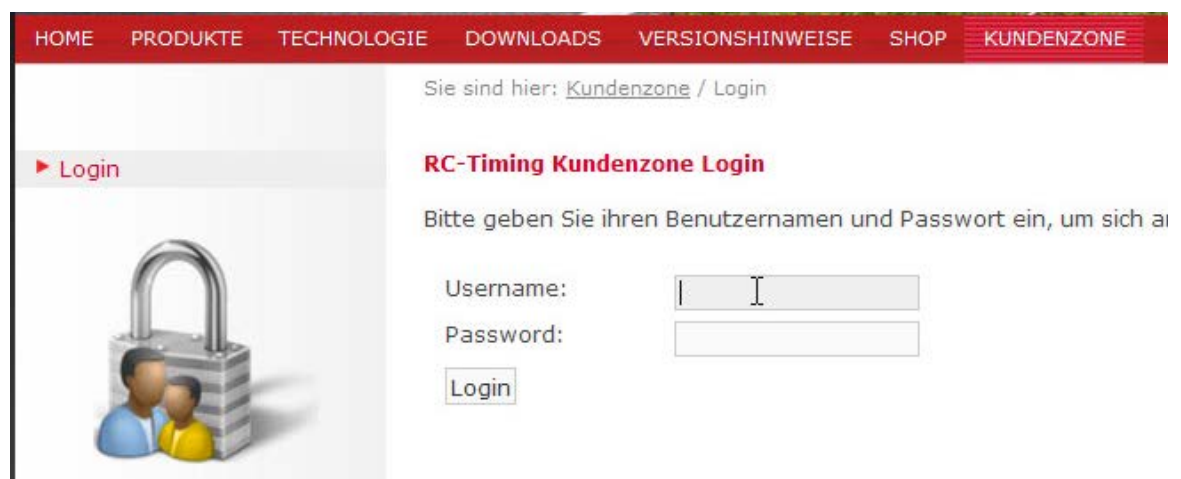 HOME PRODUKTE TECHNOLOGIE DOWNLOADS VERSIONSHINWEISE SHOP KUNDENZONE
Sie sind hier: Kundenzone / Login
Login
RC-Timing Kundenzone Login
Bitte geben Sie ihren Benutzernamen und Passwort ein, um sich
Username:
Password:
Login